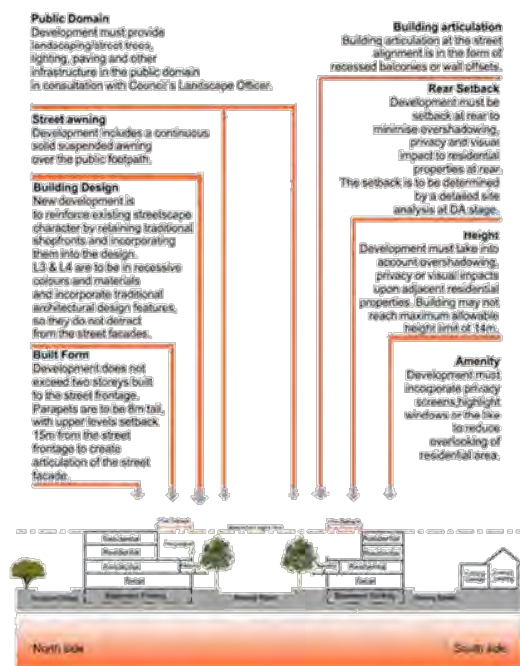 Public Domain
Development must provide
landscaping/street trees,
lighting, paving and other
infrastructure in the public domain
in consultation with Council's Landscape Officer.
Street awning
Development includes a continuous
solid suspended awning
over the public footpath.
Building Design
New development is
to reinforce existing streetscape
character by retaining traditional
shopfronts and incorporating
them into the design.
L3 & L4 are to be in recessive
colours and materials
and incorporate traditional
architectural design features,
so they do not detract
from the street facades.
Built Form
Development does not
exceed two storeys built
to the street frontage.
Parapets are to be 8m tall,
with upper levels setback
15m from the street
frontage to create
articulation of the street
facade.
Building articulation
Building articulation at the street
alignment is in the form of
recessed balconies or wall offsets.
Rear Setback
Development must be
setback at rear to
minimise overshadowing,
privacy and visual
impact to residential
properties at rear.
The setback is to be determined
by a detailed site
analysis at DA stage.
Height
Development must take into
account overshadowing,
privacy or visual impacts
upon adjacent residential
properties. Building may not
reach maximum allowable
height limit of 14m.
Amenity
Development must
incorporate privacy
screens, highlight
windows or the like
to reduce
overlooking of
residential area.
Residential
Residential
Residential
Retail
Basement Parking
Residential
Residential
Residential
Retail
Basement Parking
North side
South side